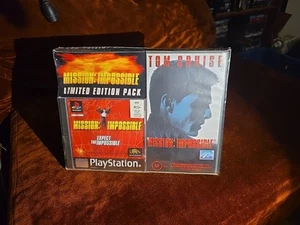 MISSION:IMPOSSIBLE
LIMITED EDITION PACK
MISSION: IMPOSSIBLE
EXPECT
THE IMPOSSIBLE
PlayStation.
TOM CRUISE
MISSION:IMPOSSIBLE